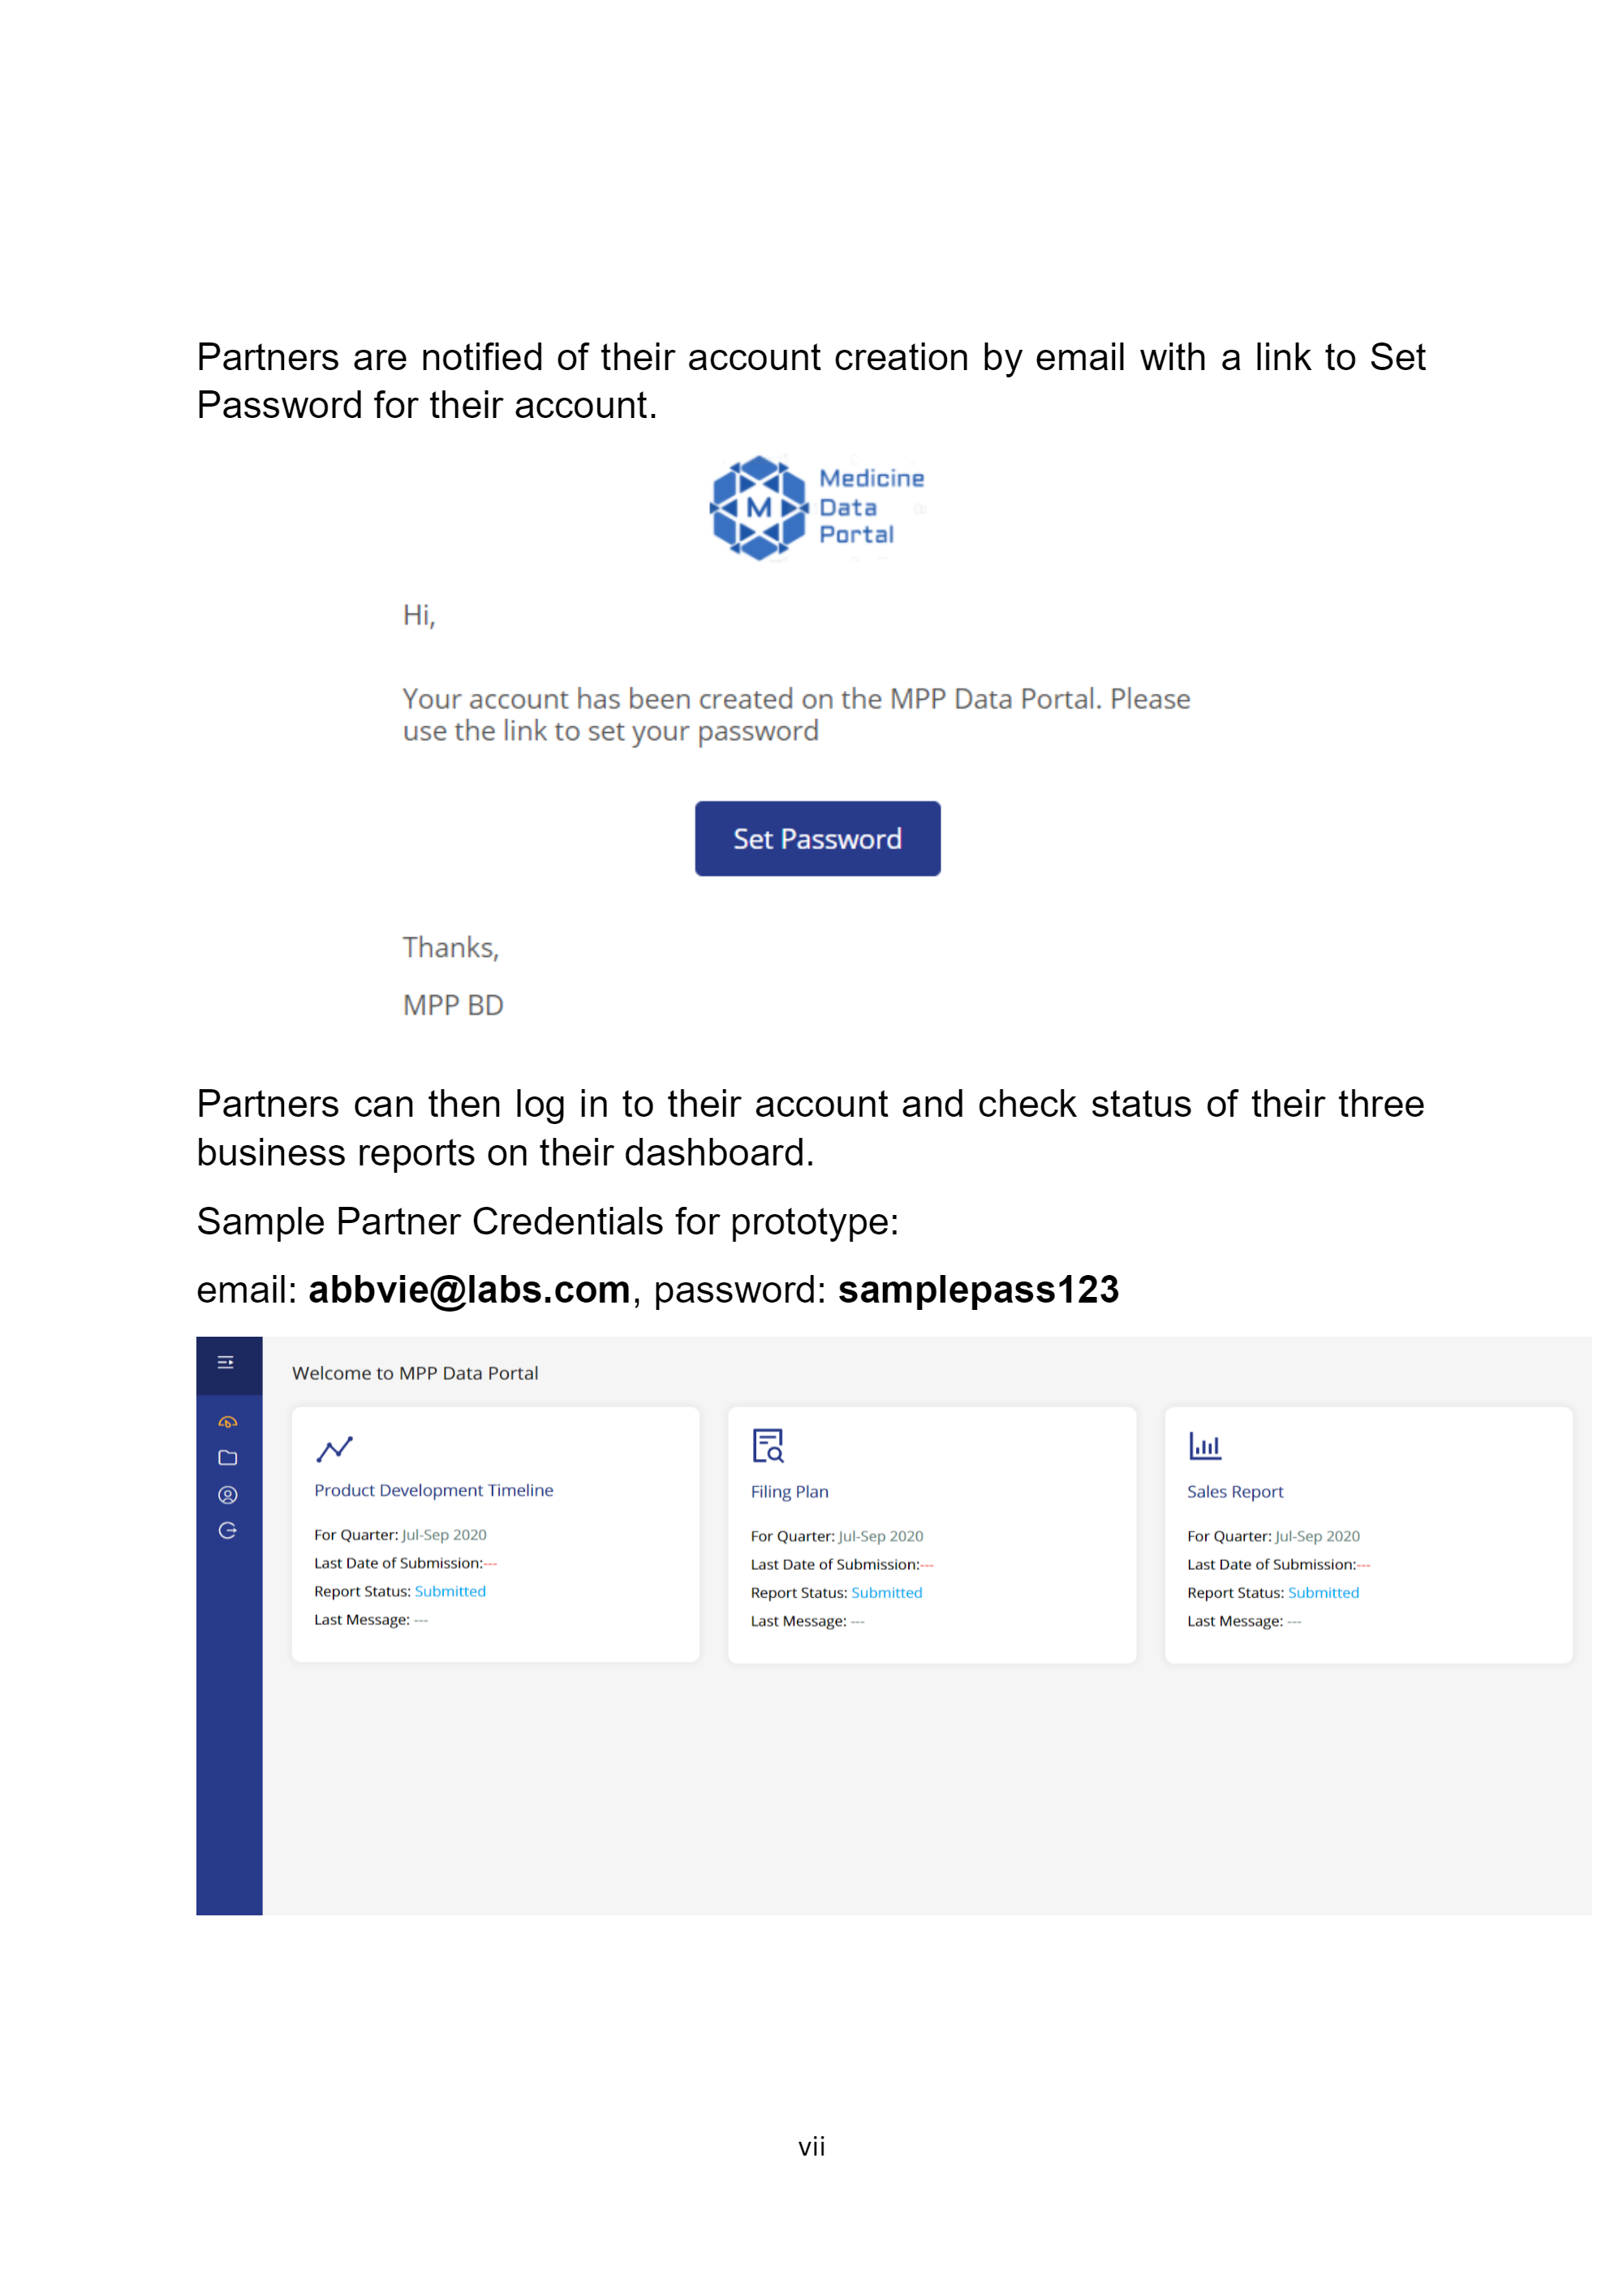 Partners are notified of their account creation by email with a link to Set
Password for their account.
M
Medicine
Data
Portal
Hi,
Your account has been created on the MPP Data Portal. Please
use the link to set your password
Set Password
Thanks,
MPP BD
Partners can then log in to their account and check status of their three
business reports on their dashboard.
Sample Partner Credentials for prototype:
email: abbvie@labs.com, password: samplepass123
Welcome to MPP Data Portal
Product Development Timeline
For Quarter: Jul-Sep 2020
Last Date of Submission:---
Report Status: Submitted
Last Message: ---
Filing Plan
For Quarter: Jul-Sep 2020
Last Date of Submission:---
Report Status: Submitted
Last Message: ---
Sales Report
For Quarter: Jul-Sep 2020
Last Date of Submission:---
Report Status: Submitted
Last Message: ---
vii